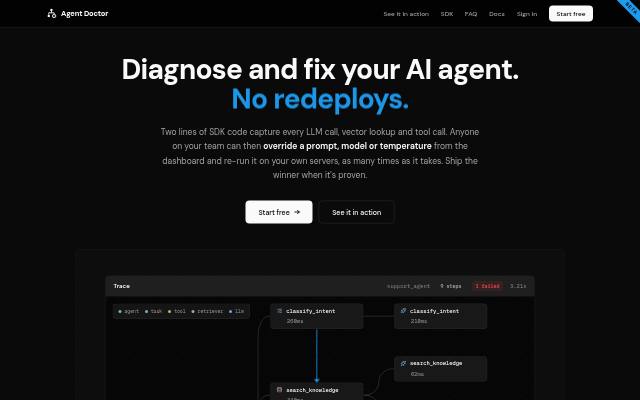 Agent Doctor
See it in action SDK FAQ Docs Sign in Start free
BETA
Diagnose and fix your AI agent.
No redeploys.
Two lines of SDK code capture every LLM call, vector lookup and tool call. Anyone
on your team can then override a prompt, model or temperature from the
dashboard and re-run it on your own servers, as many times as it takes. Ship the
winner when it's proven.
Start free → See it in action
Trace support_agent 9 steps 1 failed 3.21s
agent task tool retriever llm
classify_intent
260ms
classify_intent
210ms
search_knowledge
62ms
search_knowledge